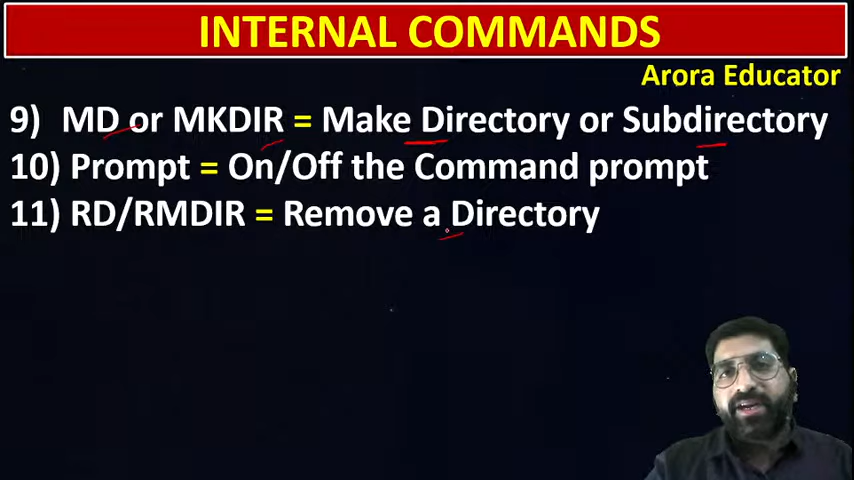 INTERNAL COMMANDS
Arora Educator
9) MD or MKDIR = Make Directory or Subdirectory
10) Prompt = On/Off the Command prompt
11) RD/RMDIR = Remove a Directory